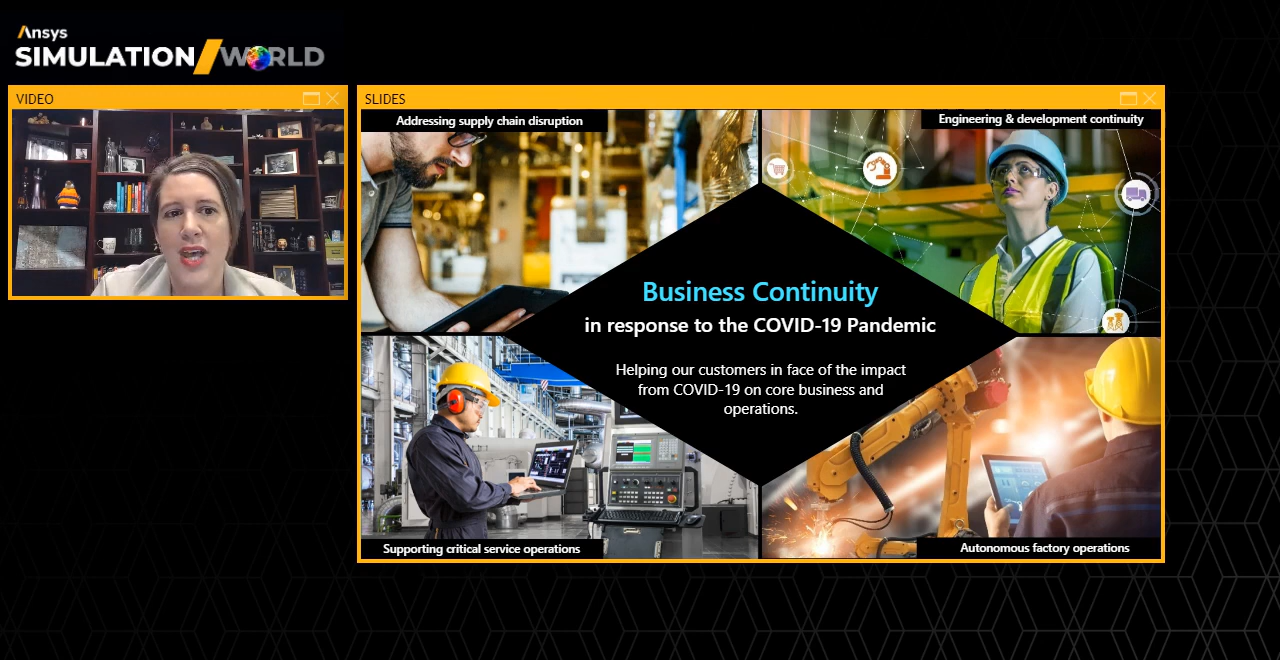 Ansys
SIMULATION WORLD
VIDEO
SLIDES
Addressing supply chain disruption
Engineering & development continuity
Business Continuity
in response to the COVID-19 Pandemic
Helping our customers in face of the impact
from COVID-19 on core business and
operations.
Supporting critical service operations
Autonomous factory operations